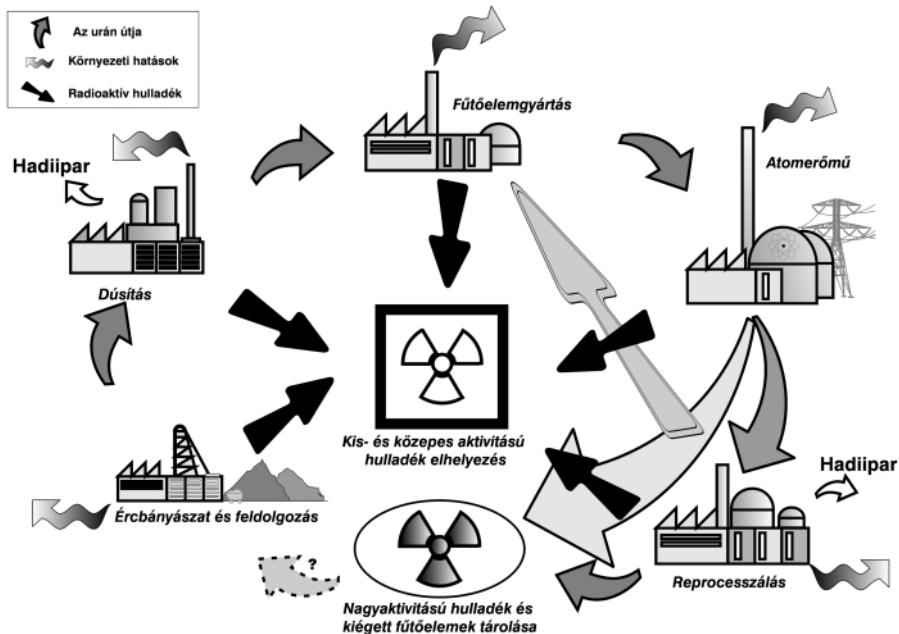 Az urán útja
Környezeti hatások
Radioaktív hulladék
Fűtőelemgyártás
Atomerőmű
Hadiipar
Dúsítás
Kis- és közepes aktivitású
hulladék elhelyezés
Hadiipar
Ércbányászat és feldolgozás
?
Reprocesszálás
Nagyaktivitású hulladék és
kiégett fűtőelemek tárolása